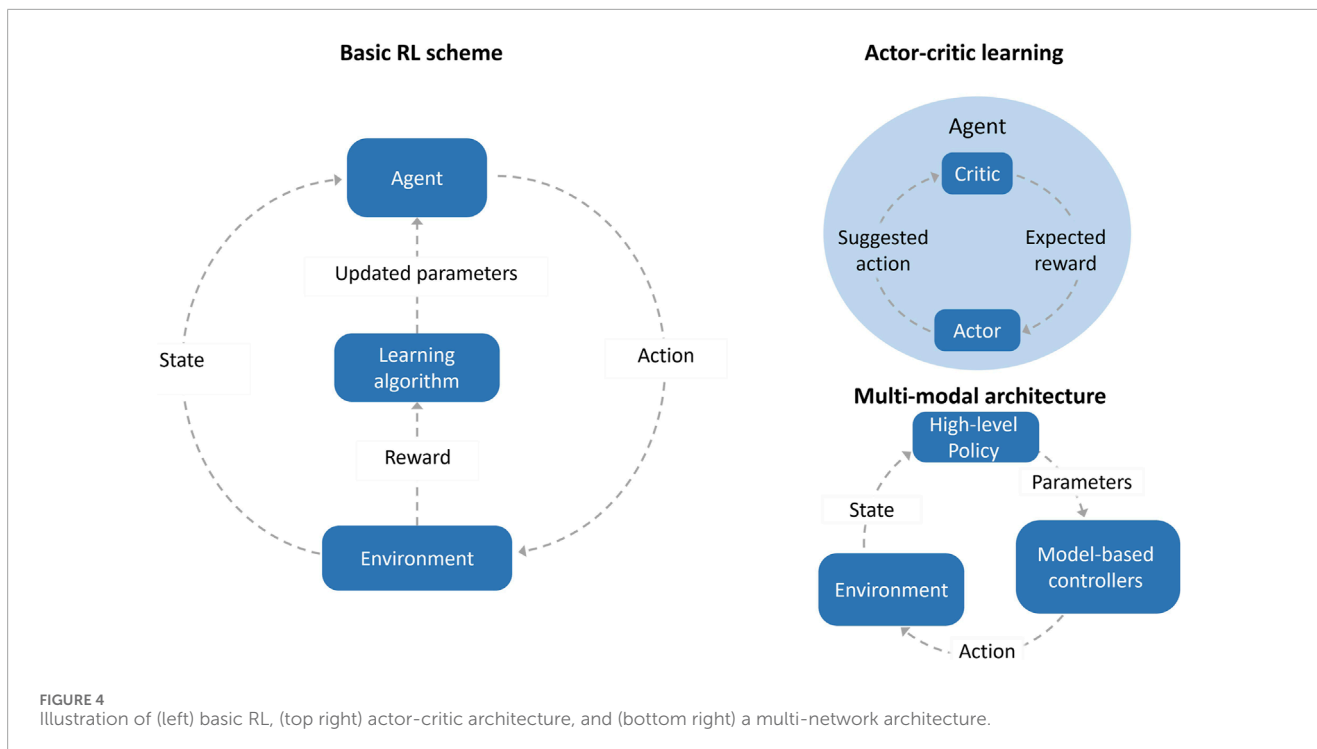 Basic RL scheme
Agent
Updated parameters
State
Learning
algorithm
Action
Reward
Environment
Actor-critic learning
Agent
Critic
Suggested
action
Expected
reward
Actor
Multi-modal architecture
High-level
Policy
Parameters
State
Model-based
controllers
Environment
Action
FIGURE 4
Illustration of (left) basic RL, (top right) actor-critic architecture, and (bottom right) a multi-network architecture.